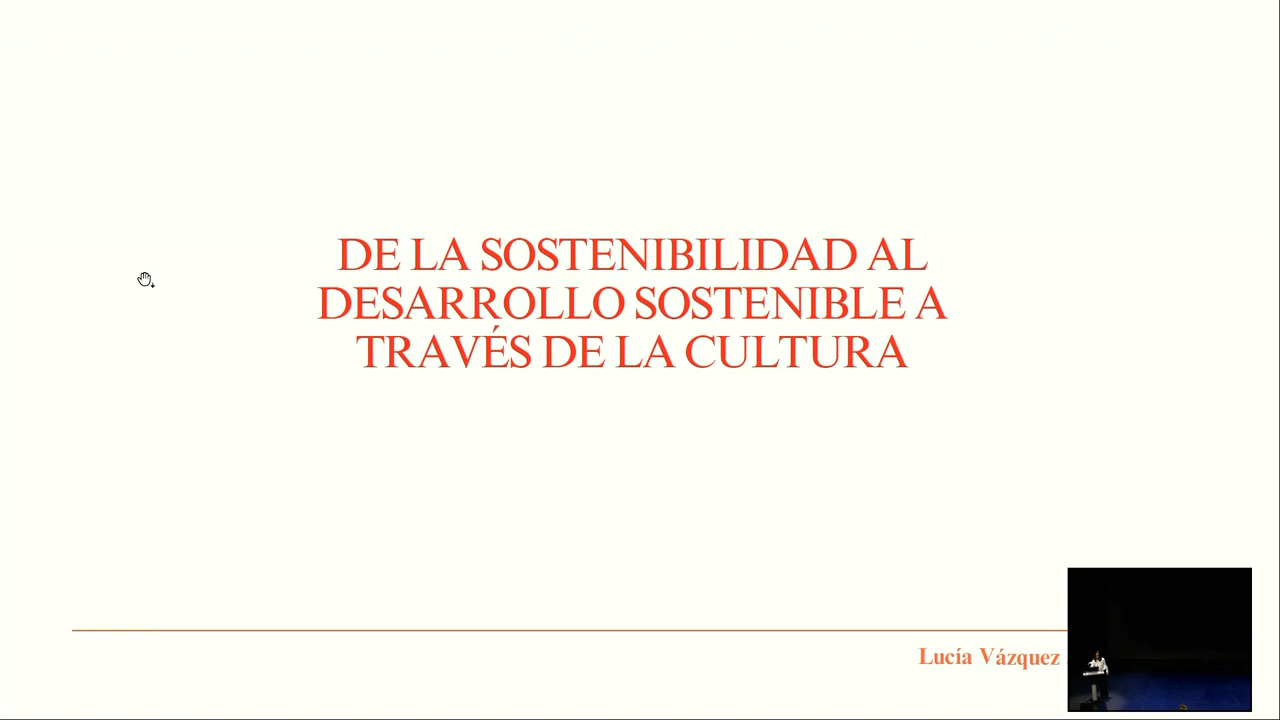 DE LA SOSTENIBILIDAD AL
DESARROLLO SOSTENIBLE A
TRAVÉS DE LA CULTURA
Lucía Vázquez